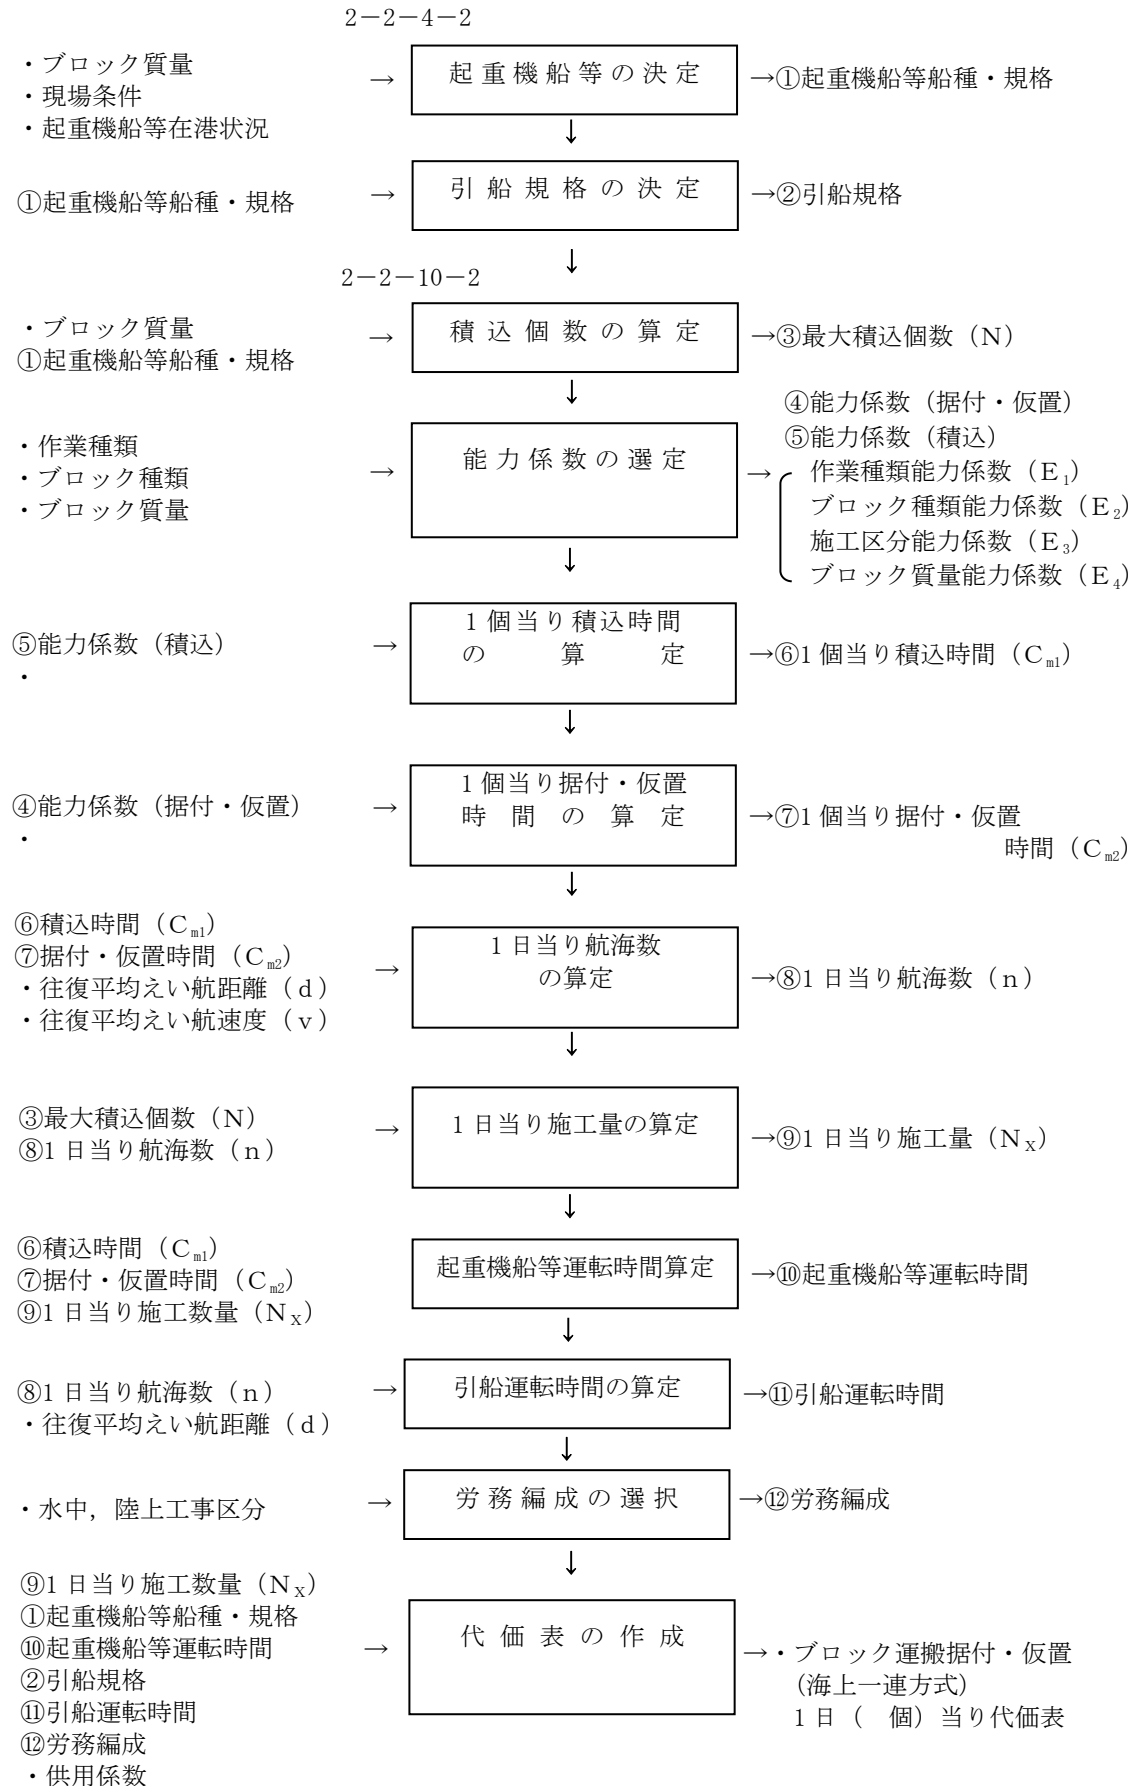 2－2－4－2
・ブロック質量
・現場条件
・起重機船等在港状況
→
起重機船等の決定
→①起重機船等船種・規格
↓
①起重機船等船種・規格
→
引船規格の決定
→②引船規格
↓
2－2－10－2
・ブロック質量
①起重機船等船種・規格
→
積込個数の算定
→③最大積込個数（N）
↓
・作業種類
・ブロック種類
・ブロック質量
→
能力係数の選定
→
④能力係数（据付・仮置）
⑤能力係数（積込）
作業種類能力係数（E₁）
ブロック種類能力係数（E₂）
施工区分能力係数（E₃）
ブロック質量能力係数（E₄）
↓
⑤能力係数（積込）
・
→
1個当り積込時間
の算定
→⑥1個当り積込時間（Cm1）
↓
④能力係数（据付・仮置）
・
→
1個当り据付・仮置
時間の算定
→⑦1個当り据付・仮置
時間（Cm2）
↓
⑥積込時間（Cm1）
⑦据付・仮置時間（Cm2）
・往復平均えい航距離（d）
・往復平均えい航速度（v）
→
1日当り航海数
の算定
→⑧1日当り航海数（n）
↓
③最大積込個数（N）
⑧1日当り航海数（n）
→
1日当り施工量の算定
→⑨1日当り施工量（NX）
↓
⑥積込時間（Cm1）
⑦据付・仮置時間（Cm2）
⑨1日当り施工数量（NX）
起重機船等運転時間算定
→⑩起重機船等運転時間
↓
⑧1日当り航海数（n）
・往復平均えい航距離（d）
→
引船運転時間の算定
→⑪引船運転時間
↓
・水中，陸上工事区分
→
労務編成の選択
→⑫労務編成
↓
⑨1日当り施工数量（NX）
①起重機船等船種・規格
⑩起重機船等運転時間
②引船規格
⑪引船運転時間
⑫労務編成
・供用係数
→
代価表の作成
→・ブロック運搬据付・仮置
（海上一連方式）
1日（　個）当り代価表